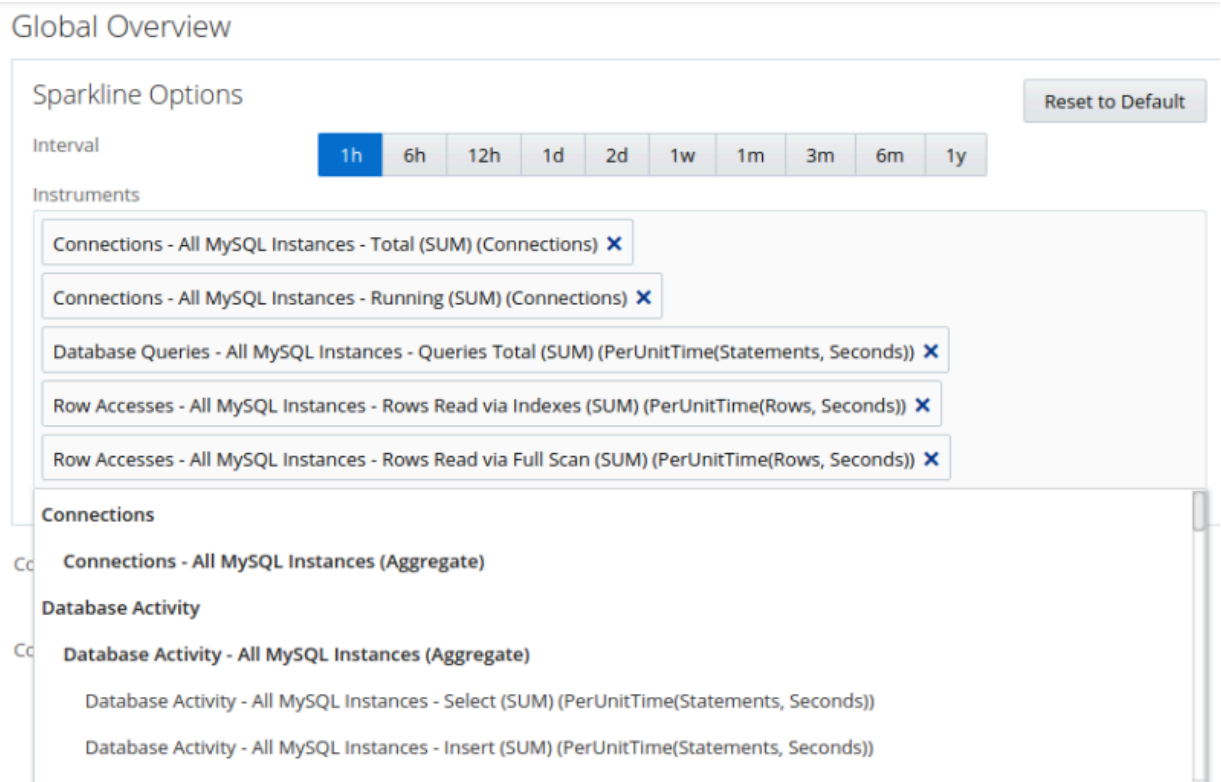 Global Overview
Sparkline Options
Reset to Default
Interval
1h 6h 12h 1d 2d 1w 1m 3m 6m 1y
Instruments
Connections - All MySQL Instances - Total (SUM) (Connections) ×
Connections - All MySQL Instances - Running (SUM) (Connections) ×
Database Queries - All MySQL Instances - Queries Total (SUM) (PerUnitTime(Statements, Seconds)) ×
Row Accesses - All MySQL Instances - Rows Read via Indexes (SUM) (PerUnitTime(Rows, Seconds)) ×
Row Accesses - All MySQL Instances - Rows Read via Full Scan (SUM) (PerUnitTime(Rows, Seconds)) ×
Connections
Co
Connections - All MySQL Instances (Aggregate)
Database Activity
Co
Database Activity - All MySQL Instances (Aggregate)
Database Activity - All MySQL Instances - Select (SUM) (PerUnitTime(Statements, Seconds))
Database Activity - All MySQL Instances - Insert (SUM) (PerUnitTime(Statements, Seconds))